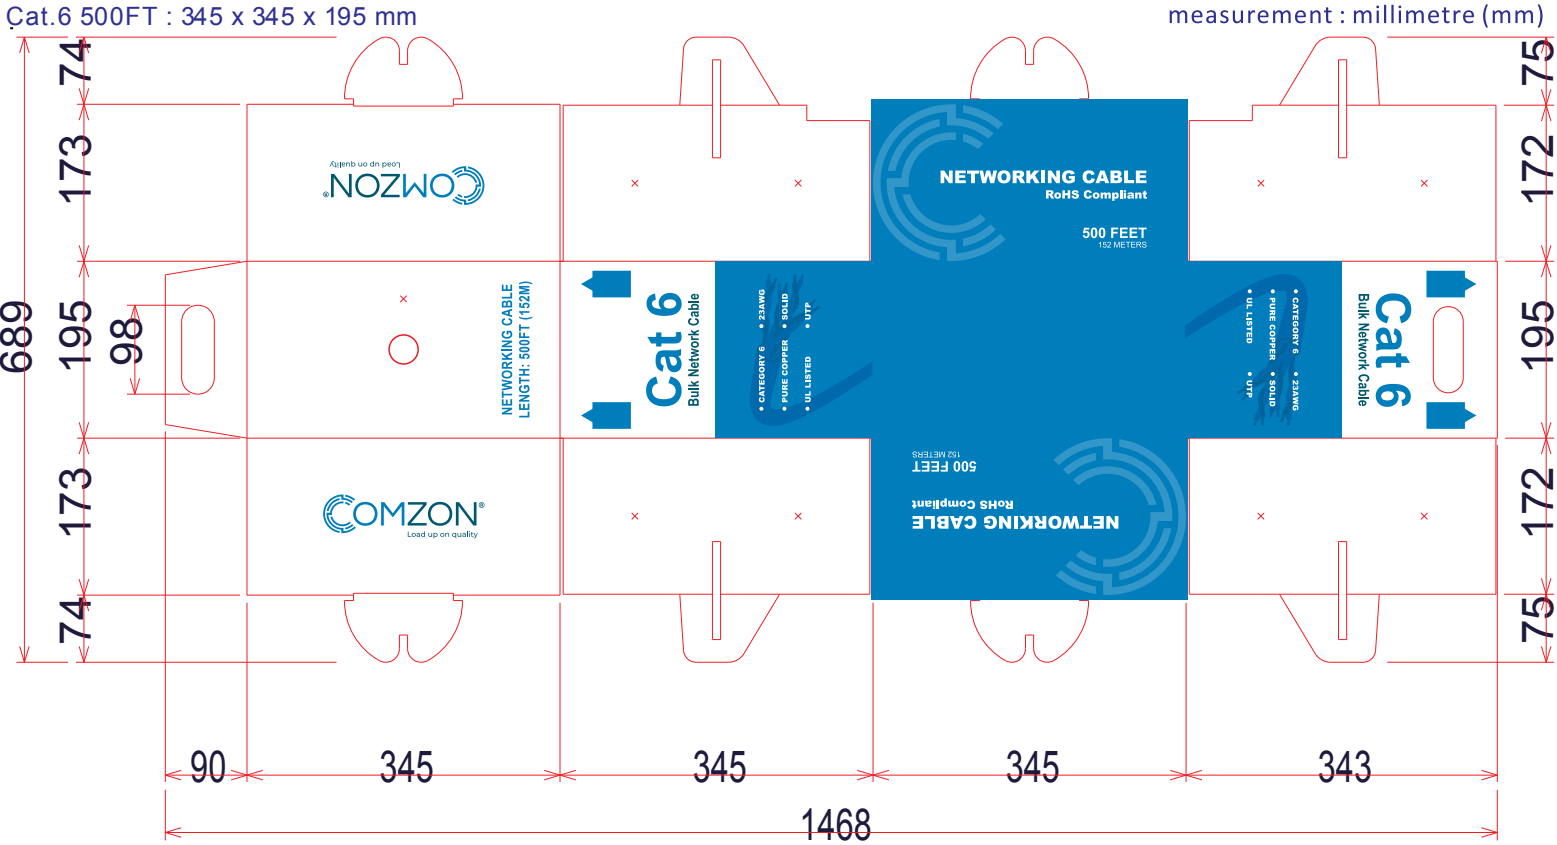 Cat.6 500FT : 345 x 345 x 195 mm
measurement : millimetre (mm)
74
173
195
98
173
74
689
75
172
195
172
75
COMZON®
Load up on quality
NETWORKING CABLE
RoHS Compliant
500 FEET
152 METERS
NETWORKING CABLE
LENGTH: 500FT (152M)
Cat 6
Bulk Network Cable
• CATEGORY 6 • 23AWG
• PURE COPPER • SOLID
• UL LISTED • UTP
• CATEGORY 6 • 23AWG
• PURE COPPER • SOLID
• UL LISTED • UTP
Cat 6
Bulk Network Cable
COMZON®
Load up on quality
NETWORKING CABLE
RoHS Compliant
500 FEET
152 METERS
90
345
345
345
343
1468